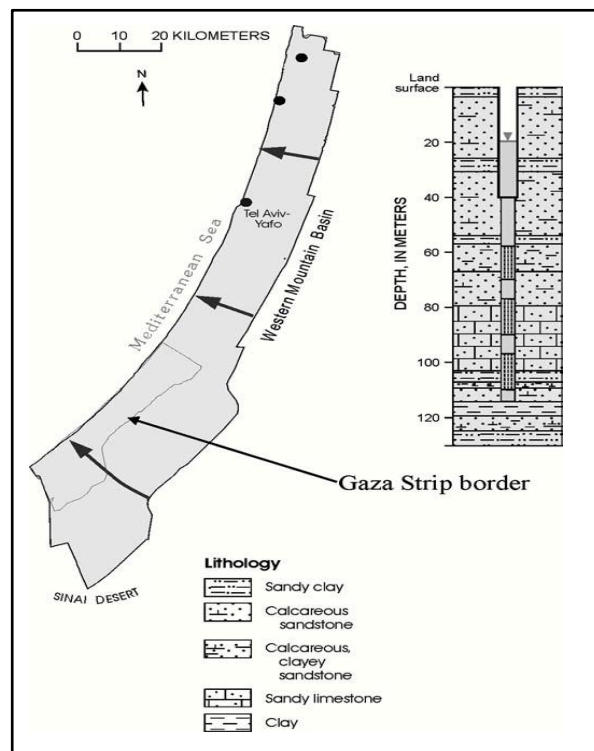 0 10 20 KILOMETERS
N
Tel Aviv-
Yafo
Mediterranean Sea
Western Mountain Basin
Gaza Strip border
SINAI DESERT
Land
surface
20
40
60
80
100
120
DEPTH, IN METERS
Lithology
Sandy clay
Calcareous
sandstone
Calcareous,
clayey
sandstone
Sandy limestone
Clay